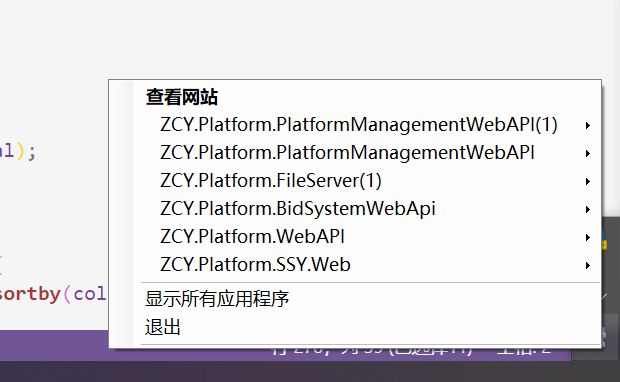 查看网站
ZCY.Platform.PlatformManagementWebAPI(1)
al);
ZCY.Platform.PlatformManagementWebAPI
ZCY.Platform.FileServer(1)
ZCY.Platform.BidSystemWebApi
ZCY.Platform.WebAPI
ZCY.Platform.SSY.Web
sortby(col
显示所有应用程序
退出